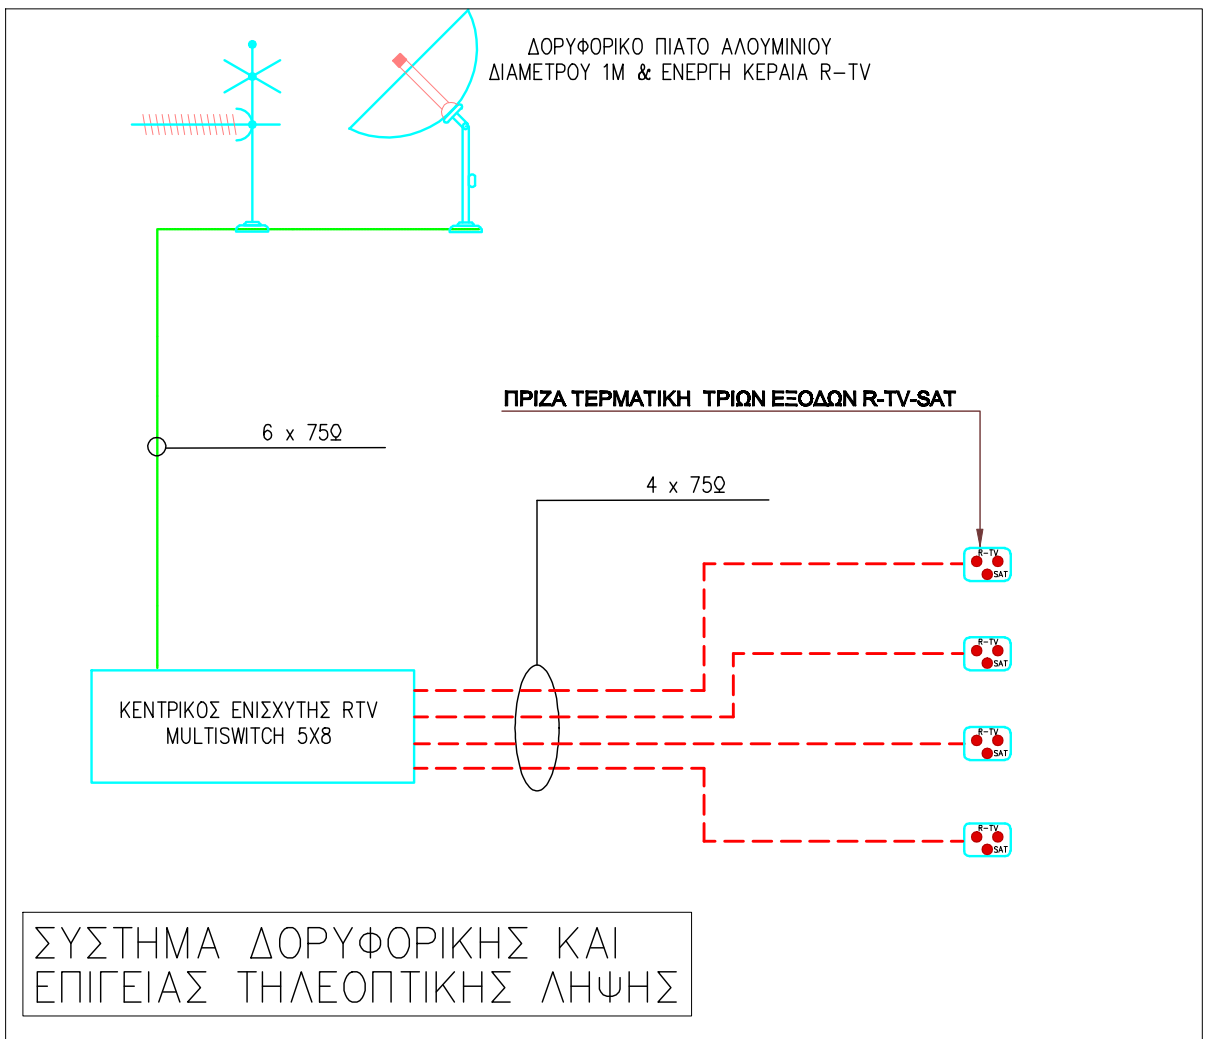 ΔΟΡΥΦΟΡΙΚΟ ΠΙΑΤΟ ΑΛΟΥΜΙΝΙΟΥ
ΔΙΑΜΕΤΡΟΥ 1Μ & ΕΝΕΡΓΗ ΚΕΡΑΙΑ R-TV
ΠΡΙΖΑ ΤΕΡΜΑΤΙΚΗ ΤΡΙΩΝ ΕΞΟΔΩΝ R-TV-SAT
6 x 75Ω
4 x 75Ω
R-TV
SAT
R-TV
SAT
ΚΕΝΤΡΙΚΟΣ ΕΝΙΣΧΥΤΗΣ RTV
MULTISWITCH 5X8
R-TV
SAT
R-TV
SAT
ΣΥΣΤΗΜΑ ΔΟΡΥΦΟΡΙΚΗΣ ΚΑΙ
ΕΠΙΓΕΙΑΣ ΤΗΛΕΟΠΤΙΚΗΣ ΛΗΨΗΣ